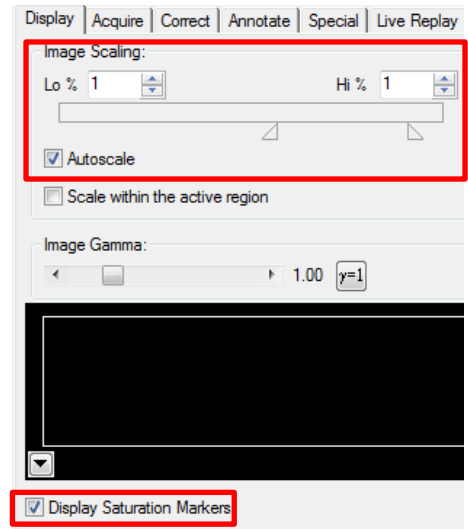 Display Acquire Correct Annotate Special Live Replay
Image Scaling:
Lo % 1 Hi % 1
Autoscale
Scale within the active region
Image Gamma:
1.00 γ=1
Display Saturation Markers